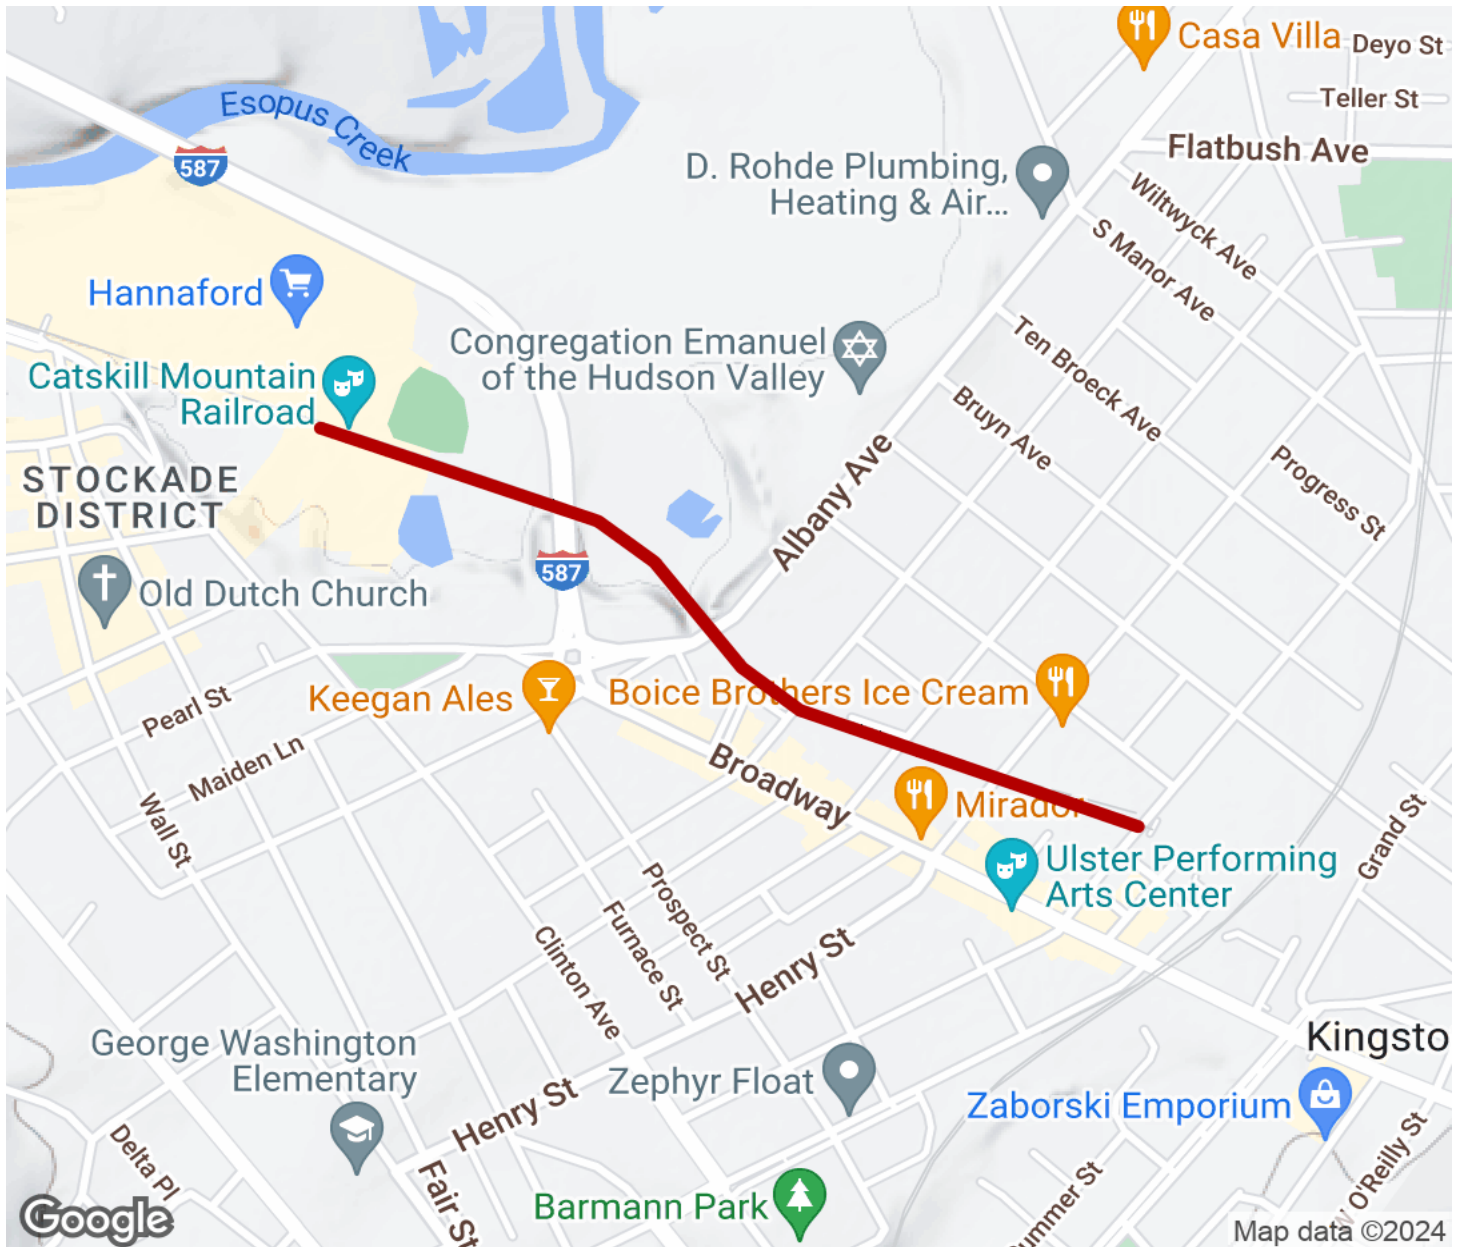 Casa Villa
Deyo St
Teller St
Esopus Creek
Flatbush Ave
587
D. Rohde Plumbing,
Heating & Air...
Wiltwyck Ave
S Manor Ave
Hannaford
Ten Broeck Ave
Congregation Emanuel
of the Hudson Valley
Catskill Mountain
Railroad
Bruyn Ave
Albany Ave
Progress St
STOCKADE
DISTRICT
587
Old Dutch Church
Pearl St
Keegan Ales
Boice Brothers Ice Cream
Maiden Ln
Broadway
Wall St
Mirador
Grand St
Ulster Performing
Arts Center
Prospect St
Furnace St
Clinton Ave
Henry St
George Washington
Elementary
Kingsto
Zephyr Float
Zaborski Emporium
Henry St
Delta Pl
Fair St
W O'Reilly St
Summer St
Barmann Park
Google
Map data ©2024